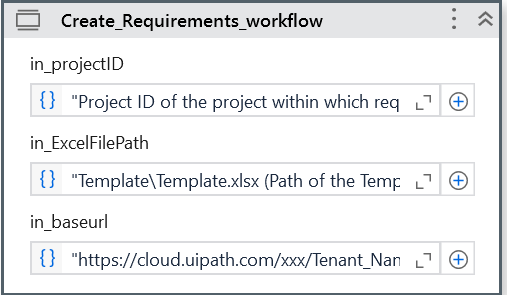 Create_Requirements_workflow
in_projectID
{} "Project ID of the project within which req
in_ExcelFilePath
{} "Template\Template.xlsx (Path of the Temp
in_baseurl
{} "https://cloud.uipath.com/xxx/Tenant_Nan